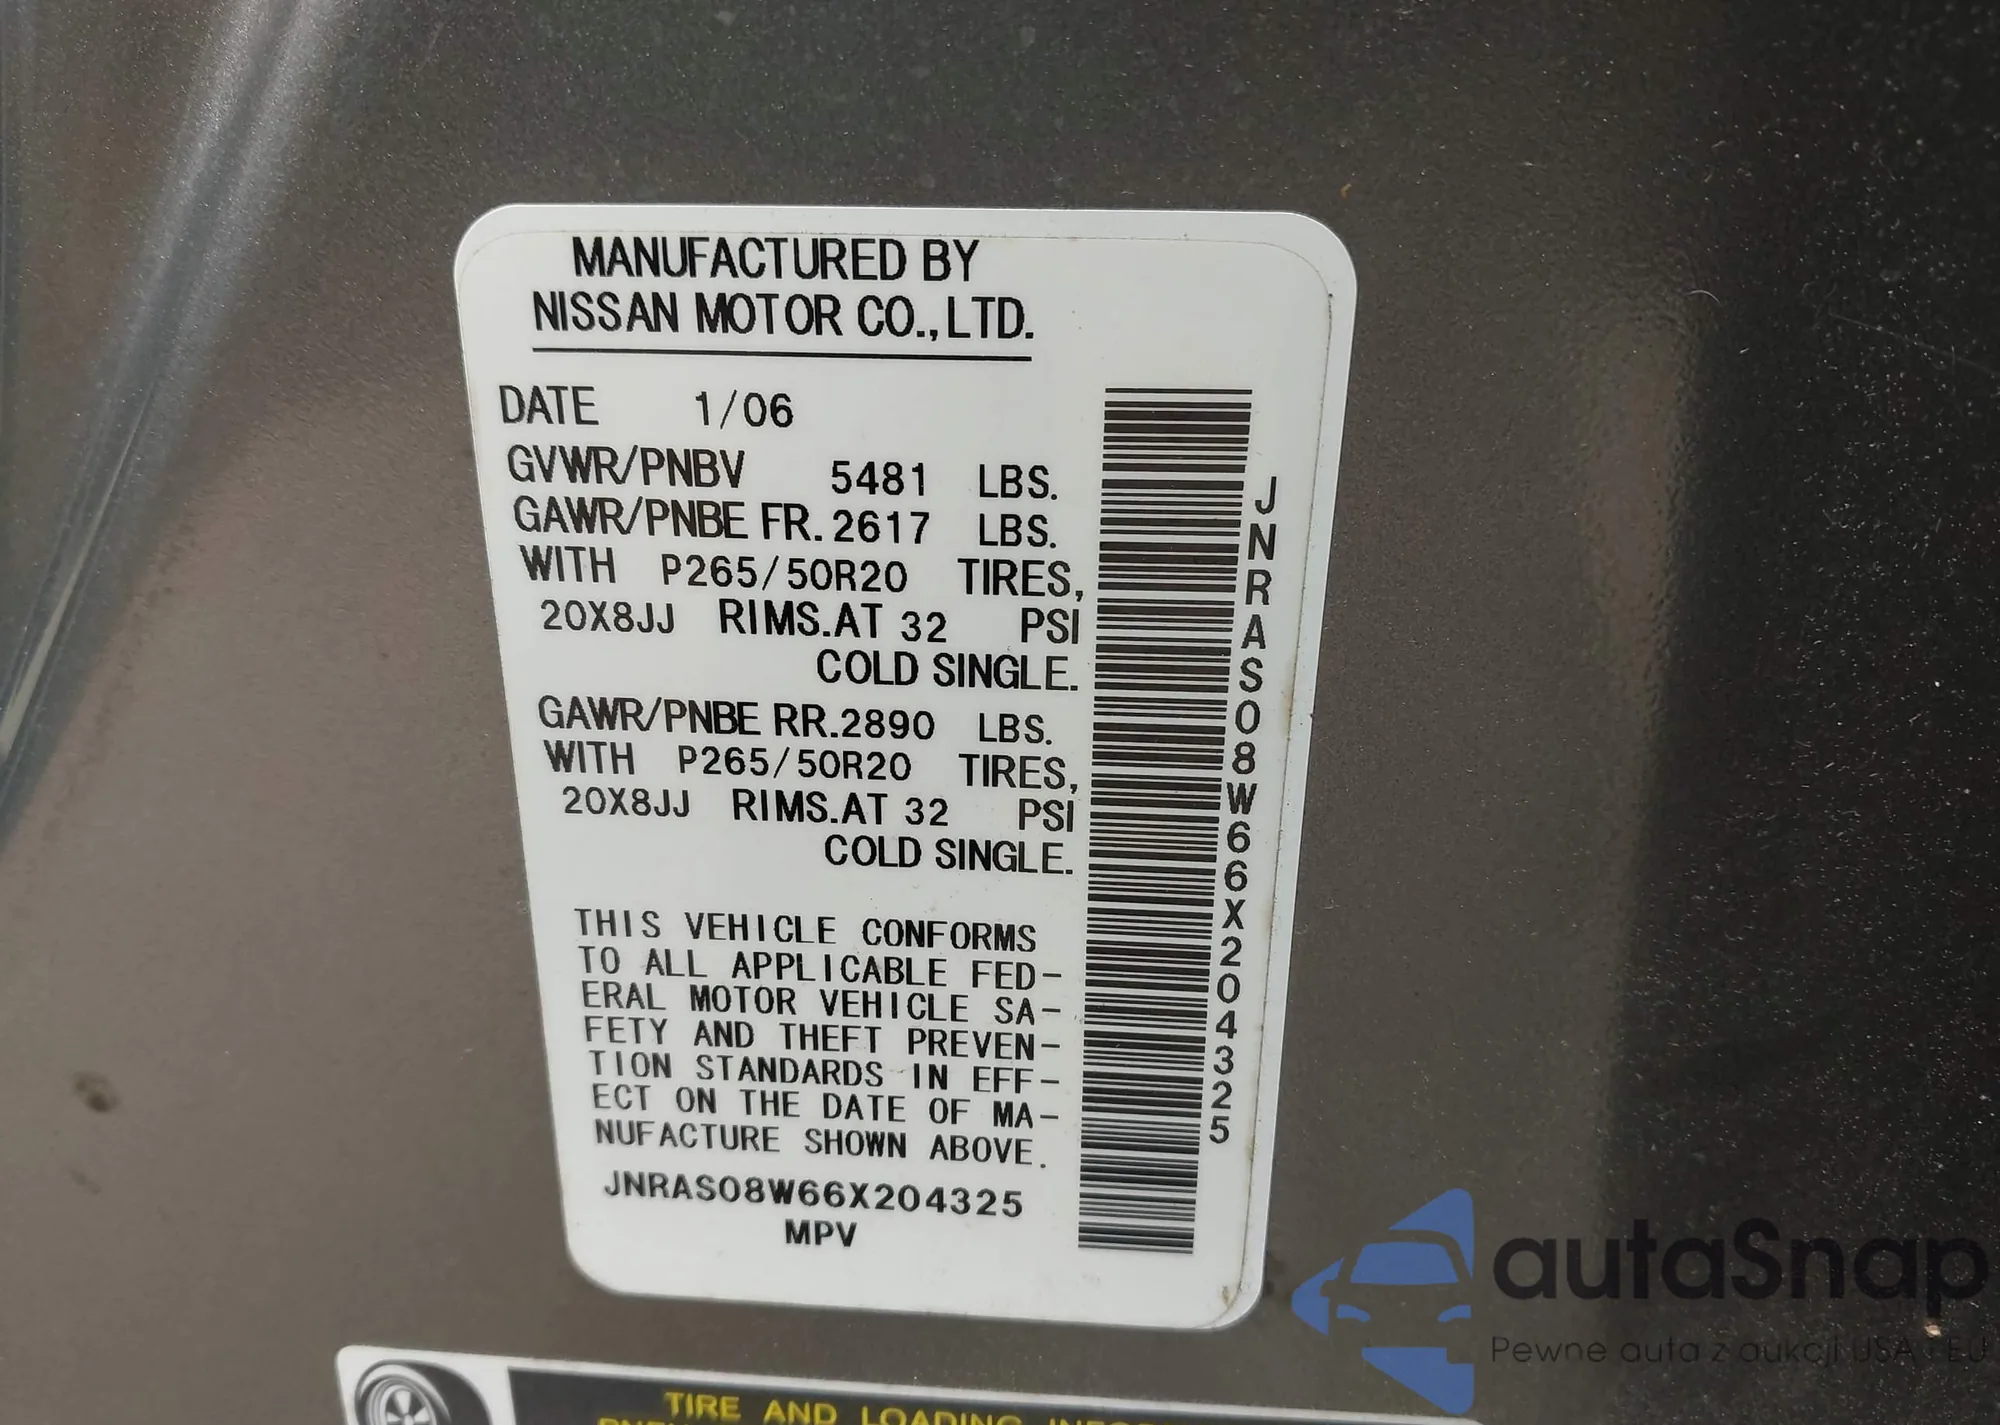 MANUFACTURED BY
NISSAN MOTOR CO.,LTD.
DATE 1/06
GVWR/PNBV 5481 LBS.
GAWR/PNBE FR. 2617 LBS.
WITH P265/50R20 TIRES,
20X8JJ RIMS.AT 32 PSI
COLD SINGLE.
GAWR/PNBE RR. 2890 LBS.
WITH P265/50R20 TIRES,
20X8JJ RIMS.AT 32 PSI
COLD SINGLE.
THIS VEHICLE CONFORMS
TO ALL APPLICABLE FED-
ERAL MOTOR VEHICLE SA-
FETY AND THEFT PREVEN-
TION STANDARDS IN EFF-
ECT ON THE DATE OF MA-
NUFACTURE SHOWN ABOVE.
JNRAS08W66X204325
MPV
JNRAS08W66X204325
TIRE AND LOADING
autaSnap
Pewne auta z aukcji USA i EU